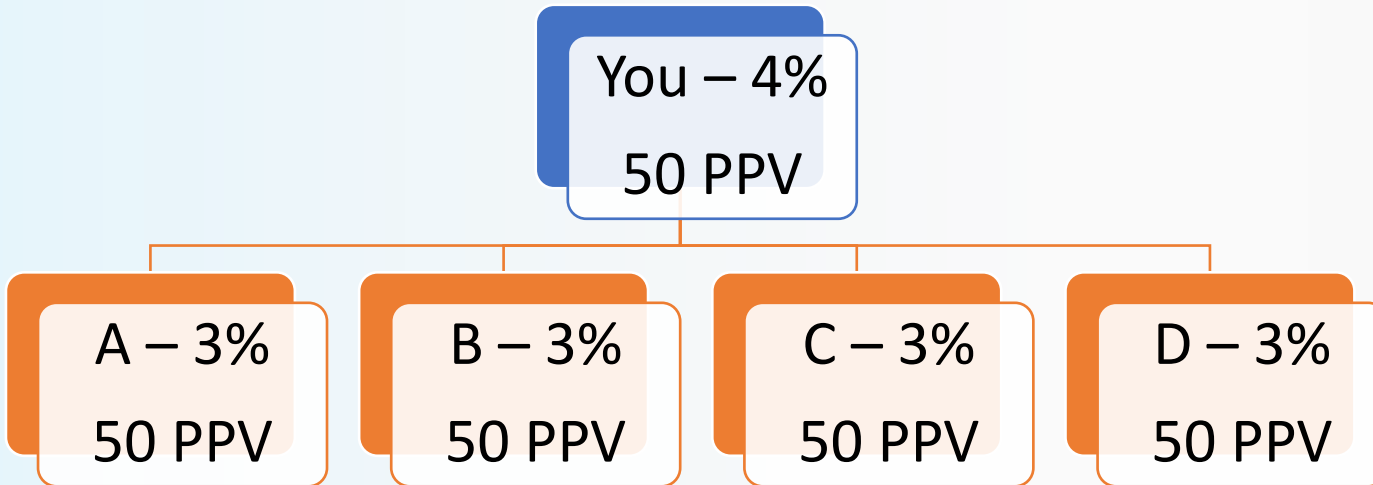 You – 4%
50 PPV
A – 3%
50 PPV
B – 3%
50 PPV
C – 3%
50 PPV
D – 3%
50 PPV